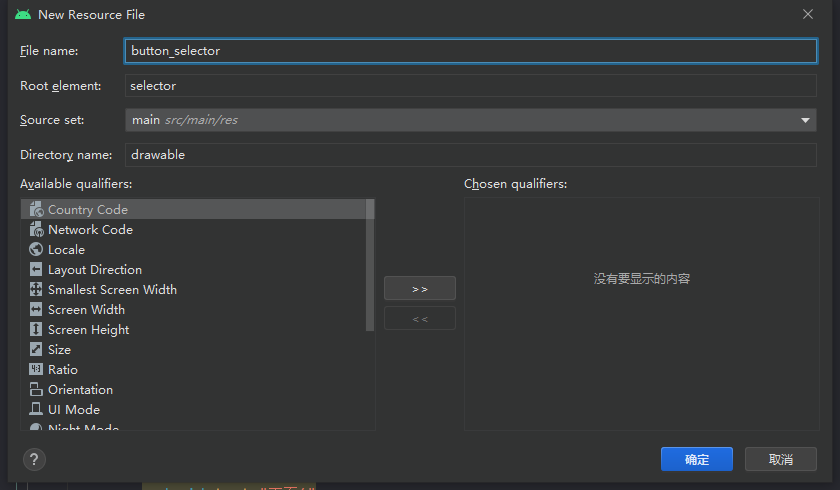 New Resource File
File name: button_selector
Root element: selector
Source set: main src/main/res
Directory name: drawable
Available qualifiers:
Chosen qualifiers:
Country Code
Network Code
Locale
Layout Direction
Smallest Screen Width
Screen Width
Screen Height
Size
Ratio
Orientation
UI Mode
Night Mode
>>
<<
没有要显示的内容
?
确定
取消